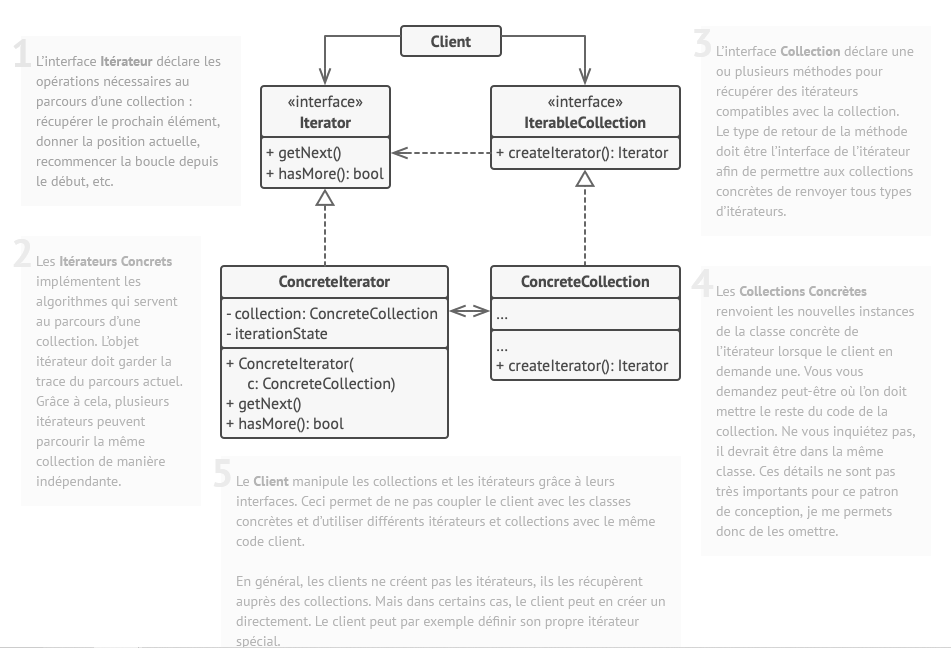 Client
1
L'interface Itérateur déclare les
opérations nécessaires au
parcours d'une collection :
récupérer le prochain élément,
donner la position actuelle,
recommencer la boucle depuis
le début, etc.
«interface»
Iterator
+ getNext()
+ hasMore(): bool
«interface»
IterableCollection
+ createIterator(): Iterator
3
L'interface Collection déclare une
ou plusieurs méthodes pour
récupérer des itérateurs
compatibles avec la collection.
Le type de retour de la méthode
doit être l'interface de l'itérateur
afin de permettre aux collections
concrètes de renvoyer tous types
d'itérateurs.
2
Les Itérateurs Concrets
implémentent les
algorithmes qui servent
au parcours d'une
collection. L'objet
itérateur doit garder la
trace du parcours actuel.
Grâce à cela, plusieurs
itérateurs peuvent
parcourir la même
collection de manière
indépendante.
ConcreteIterator
- collection: ConcreteCollection
- iterationState
+ ConcreteIterator(
c: ConcreteCollection)
+ getNext()
+ hasMore(): bool
ConcreteCollection
...
...
+ createIterator(): Iterator
4
Les Collections Concrètes
renvoient les nouvelles instances
de la classe concrète de
l'itérateur lorsque le client en
demande une. Vous vous
demandez peut-être où l'on doit
mettre le reste du code de la
collection. Ne vous inquiétez pas,
il devrait être dans la même
classe. Ces détails ne sont pas
très importants pour ce patron
de conception, je me permets
donc de les omettre.
5
Le Client manipule les collections et les itérateurs grâce à leurs
interfaces. Ceci permet de ne pas coupler le client avec les classes
concrètes et d'utiliser différents itérateurs et collections avec le même
code client.
En général, les clients ne créent pas les itérateurs, ils les récupèrent
auprès des collections. Mais dans certains cas, le client peut en créer un
directement. Le client peut par exemple définir son propre itérateur
spécial.